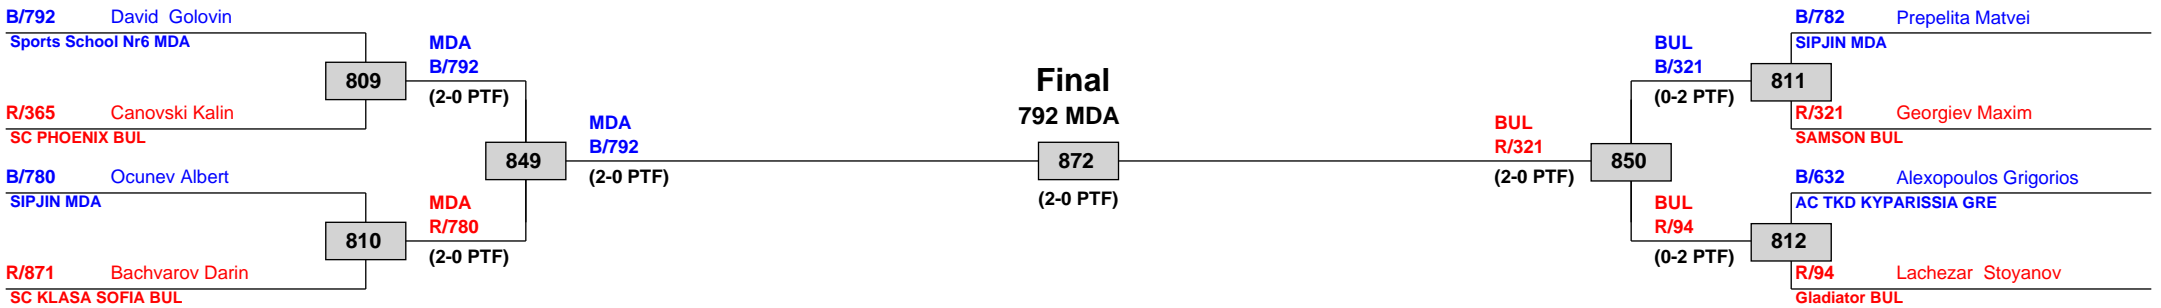 B/792 David  Golovin
Sports School Nr6 MDA
809
R/365 Canovski Kalin
SC PHOENIX BUL
B/780 Ocunev Albert
SIPJIN MDA
810
R/871 Bachvarov Darin
SC KLASA SOFIA BUL
MDA
B/792
(2-0 PTF)
849
MDA
R/780
(2-0 PTF)
MDA
B/792
(2-0 PTF)
Final
792 MDA
872
(2-0 PTF)
BUL
R/321
(2-0 PTF)
850
BUL
B/321
(0-2 PTF)
BUL
R/94
(0-2 PTF)
B/782 Prepelita Matvei
SIPJIN MDA
811
R/321 Georgiev Maxim
SAMSON BUL
B/632 Alexopoulos Grigorios
AC TKD KYPARISSIA GRE
812
R/94 Lachezar  Stoyanov
Gladiator BUL